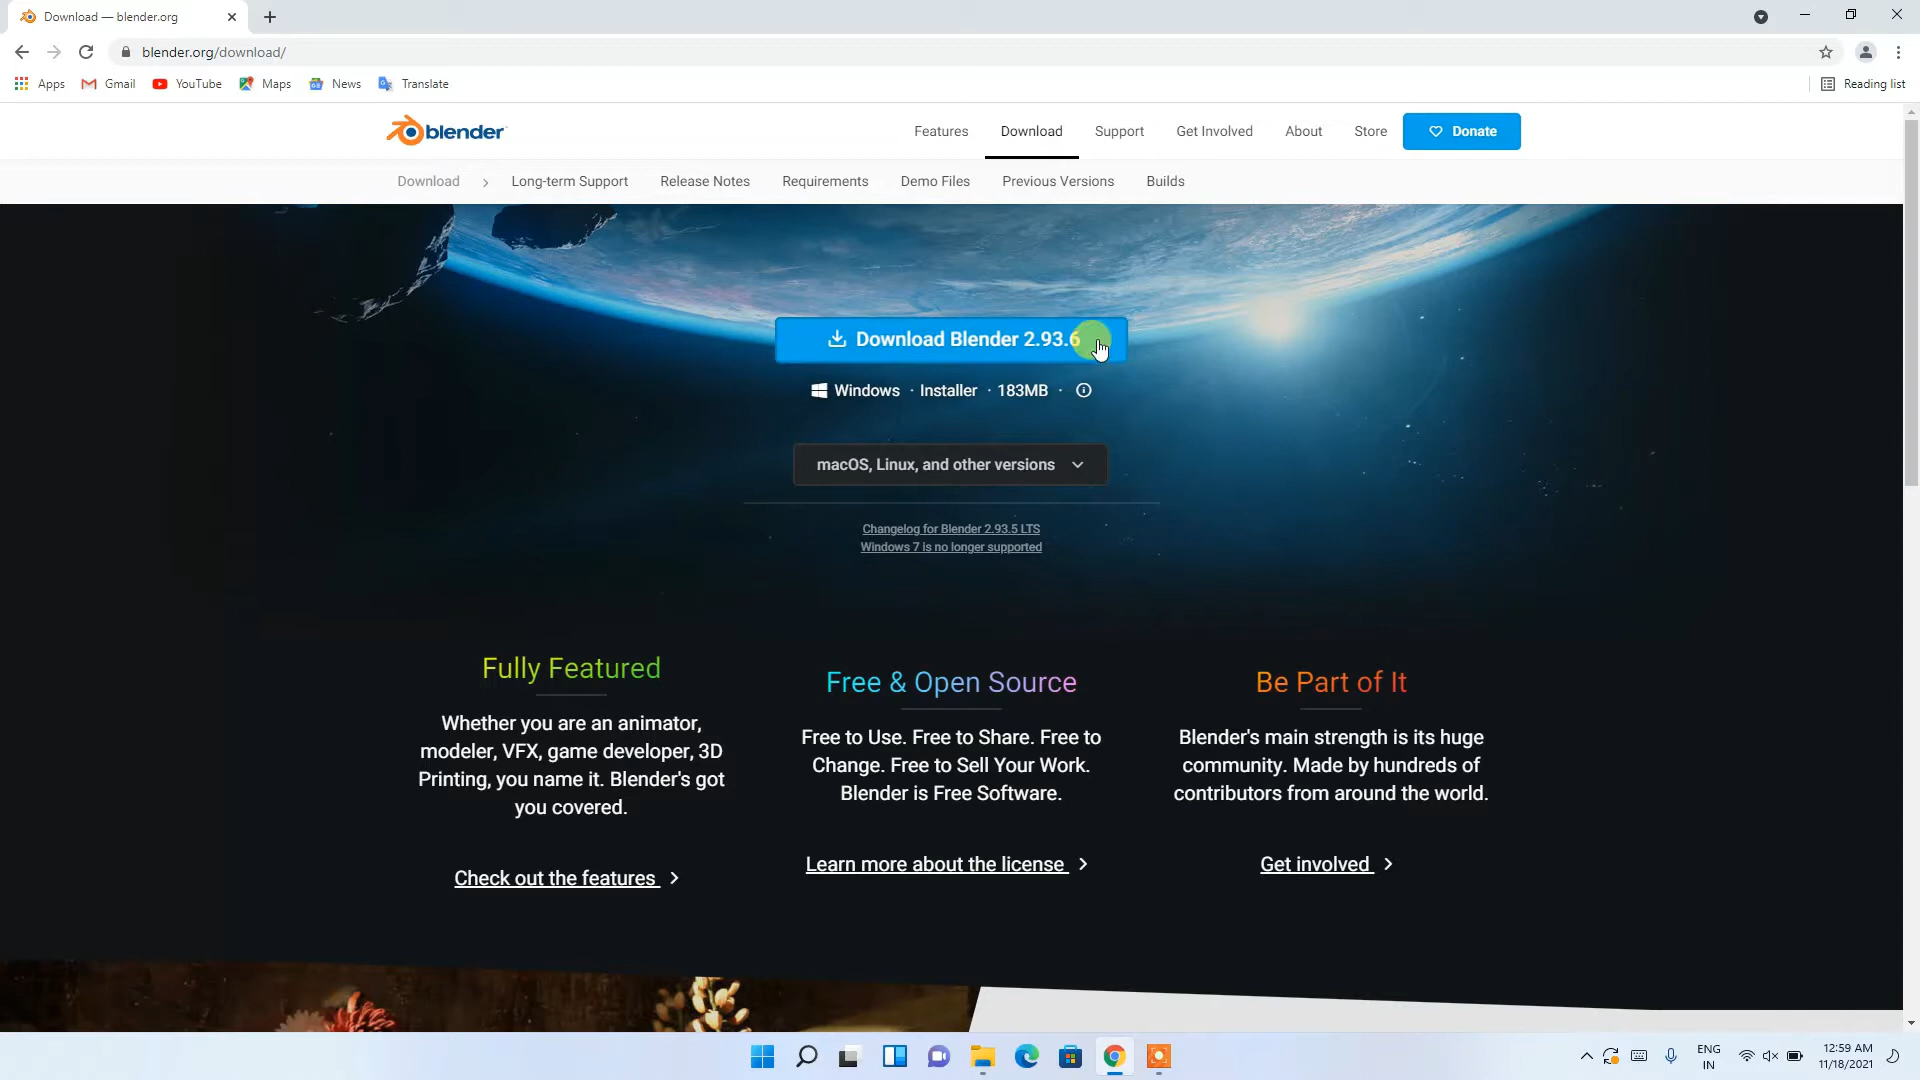 Download — blender.org
blender.org/download/
Apps Gmail YouTube Maps News Translate Reading list
blender Features Download Support Get Involved About Store Donate
Download Long-term Support Release Notes Requirements Demo Files Previous Versions Builds
Download Blender 2.93.6
Windows · Installer · 183MB ·
macOS, Linux, and other versions
Changelog for Blender 2.93.5 LTS
Windows 7 is no longer supported
Fully Featured
Whether you are an animator,
modeler, VFX, game developer, 3D
Printing, you name it. Blender's got
you covered.
Check out the features
Free & Open Source
Free to Use. Free to Share. Free to
Change. Free to Sell Your Work.
Blender is Free Software.
Learn more about the license
Be Part of It
Blender's main strength is its huge
community. Made by hundreds of
contributors from around the world.
Get involved
ENG
IN
12:59 AM
11/18/2021